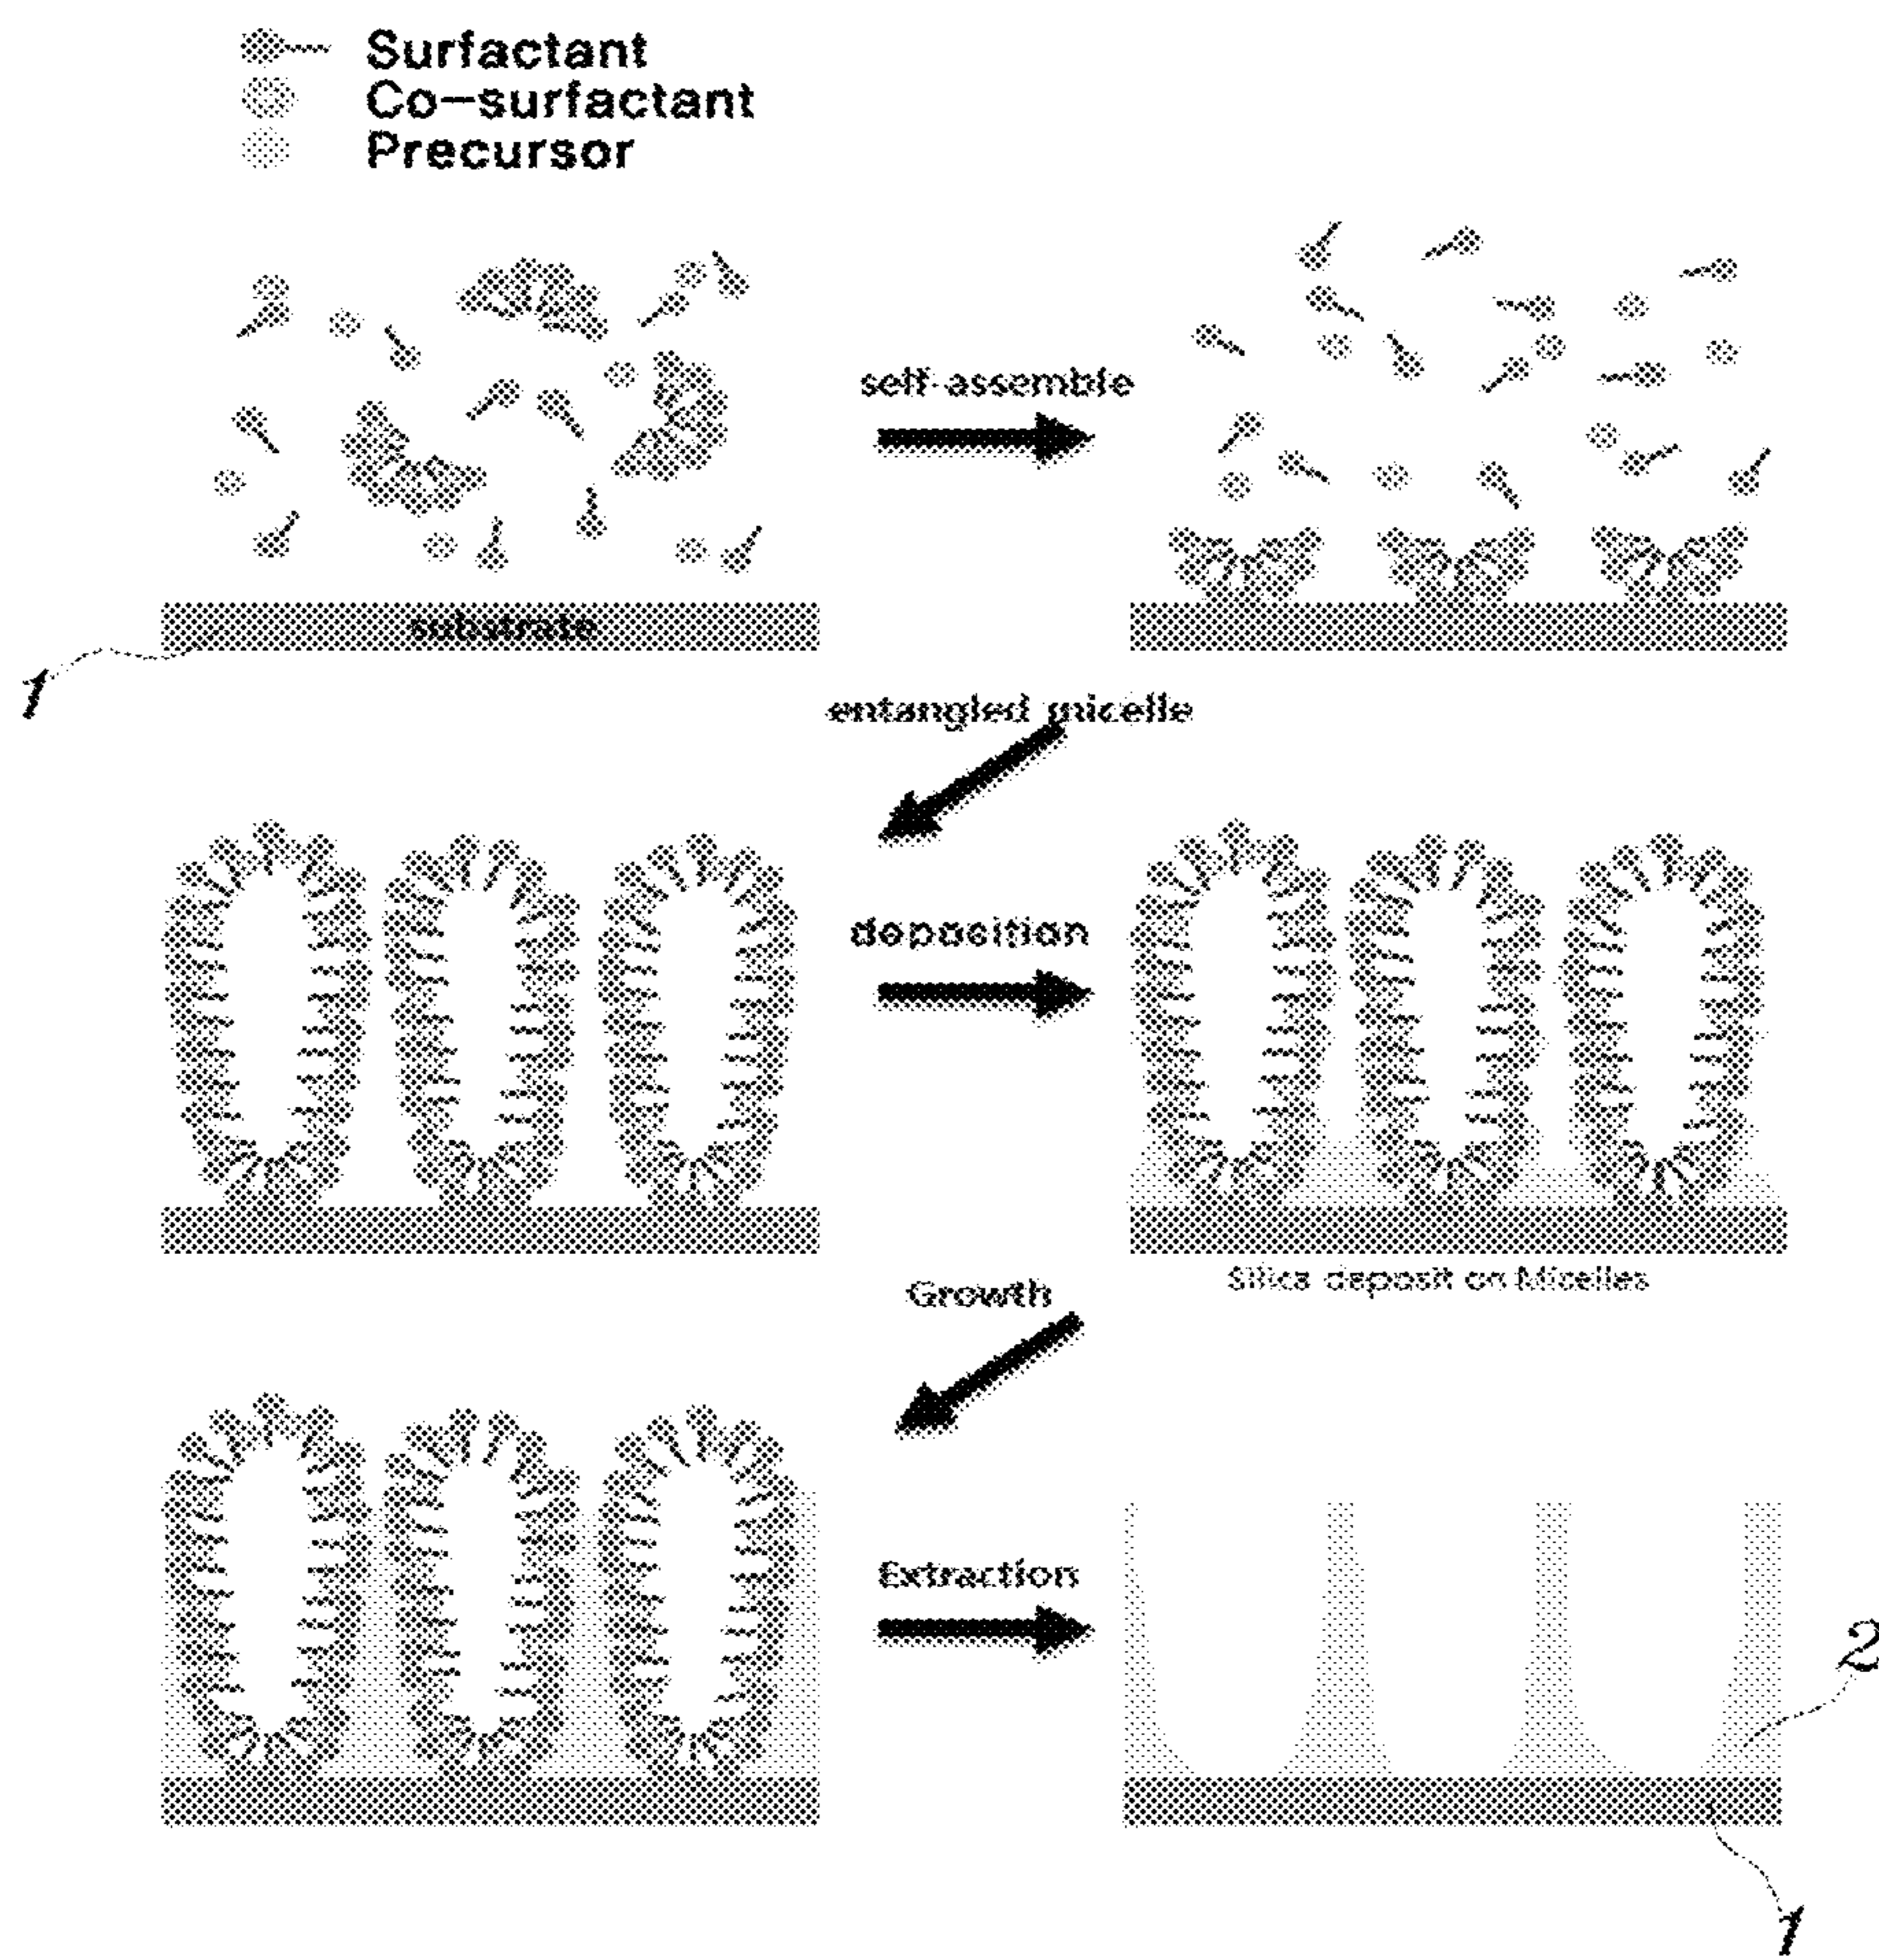 Surfactant
Co-surfactant
Precursor
self-assemble
substrate
1
entangled micelle
deposition
Silica deposit on Micelles
Growth
Extraction
2
1